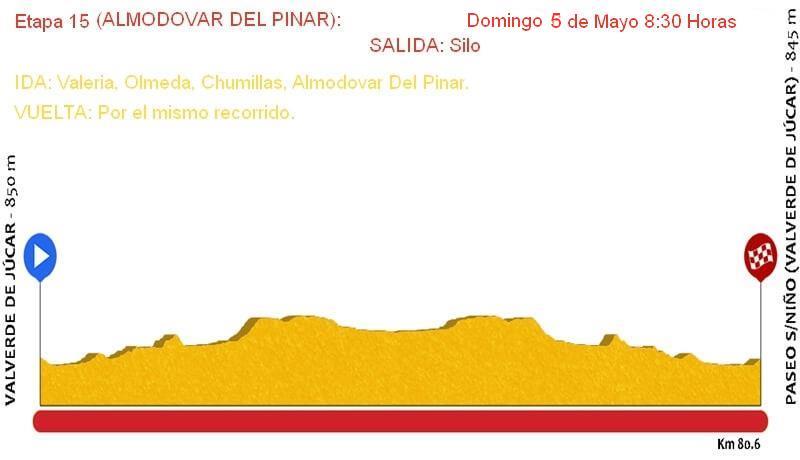 Etapa 15 (ALMODOVAR DEL PINAR): Domingo 5 de Mayo 8:30 Horas
SALIDA: Silo
IDA: Valeria, Olmeda, Chumillas, Almodovar Del Pinar.
VUELTA: Por el mismo recorrido.
VALVERDE DE JÚCAR - 850 m
PASEO S/NIÑO (VALVERDE DE JÚCAR) - 845 m
Km 80.6